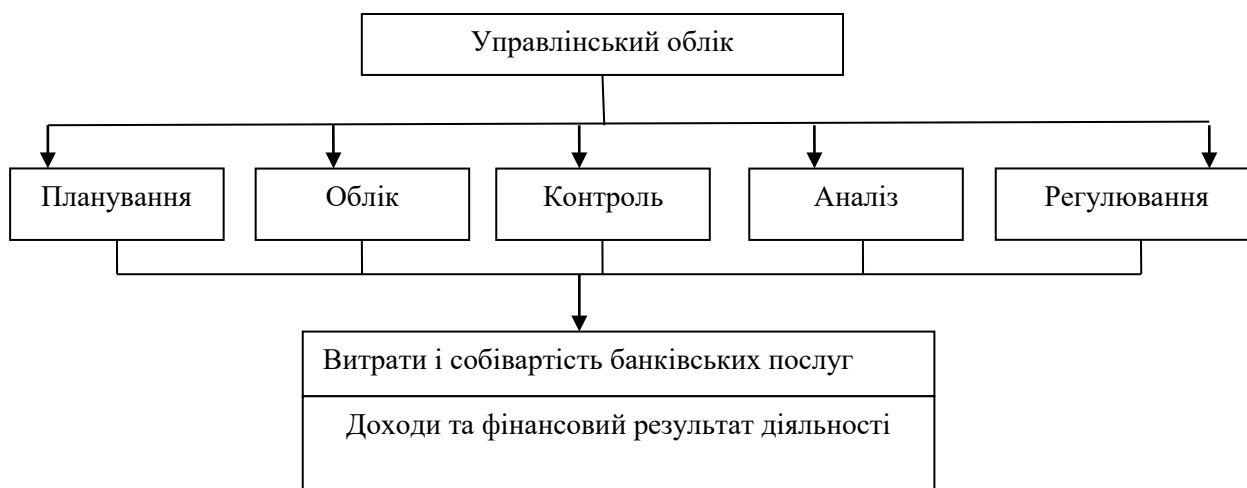 Управлінський облік
Планування
Облік
Контроль
Аналіз
Регулювання
Витрати і собівартість банківських послуг
Доходи та фінансовий результат діяльності